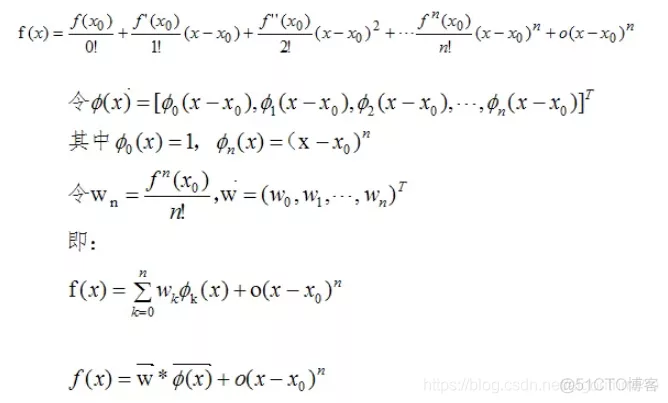 f(x) = f(x₀)/0! + f'(x₀)/1! (x−x₀) + f''(x₀)/2! (x−x₀)² + ⋯ fⁿ(x₀)/n! (x−x₀)ⁿ + o(x−x₀)ⁿ
令ϕ(x) = [ϕ₀(x−x₀), ϕ₁(x−x₀), ϕ₂(x−x₀), ⋯, ϕₙ(x−x₀)]ᵀ
其中ϕ₀(x) = 1, ϕₙ(x) = (x−x₀)ⁿ
令wₙ = fⁿ(x₀)/n!, w = (w₀, w₁, ⋯, wₙ)ᵀ
即:
f(x) = ∑ₖ₌₀ⁿ wₖϕₖ(x) + o(x−x₀)ⁿ
f(x) = w̅ * ϕ̅(̅x̅)̅ + o(x−x₀)ⁿ
https://blog.csdn.ne
@51CTO博客